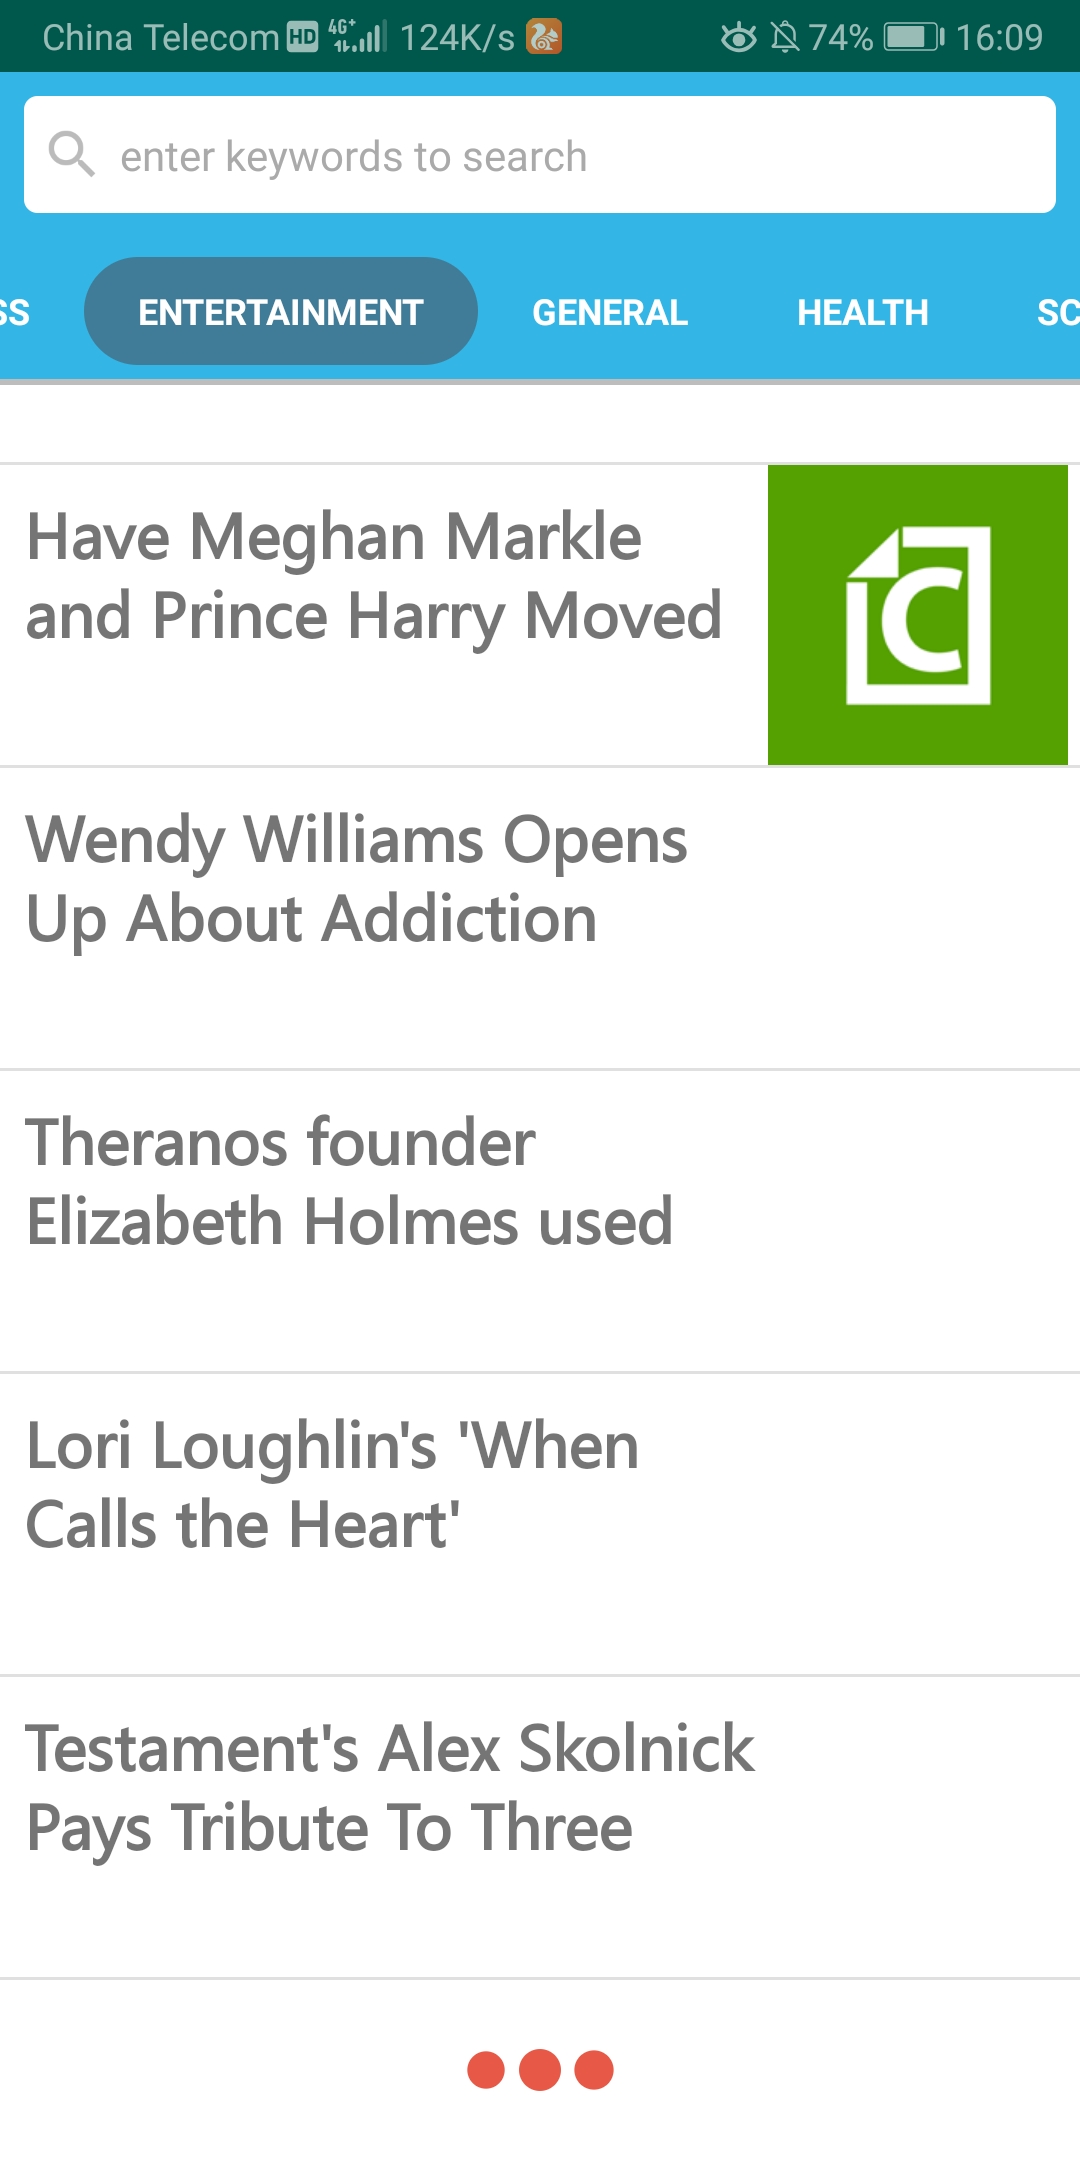 China Telecom HD 4G+ 124K/s 74% 16:09
enter keywords to search
SS ENTERTAINMENT GENERAL HEALTH SC
Have Meghan Markle
and Prince Harry Moved
C
Wendy Williams Opens
Up About Addiction
Theranos founder
Elizabeth Holmes used
Lori Loughlin's 'When
Calls the Heart'
Testament's Alex Skolnick
Pays Tribute To Three